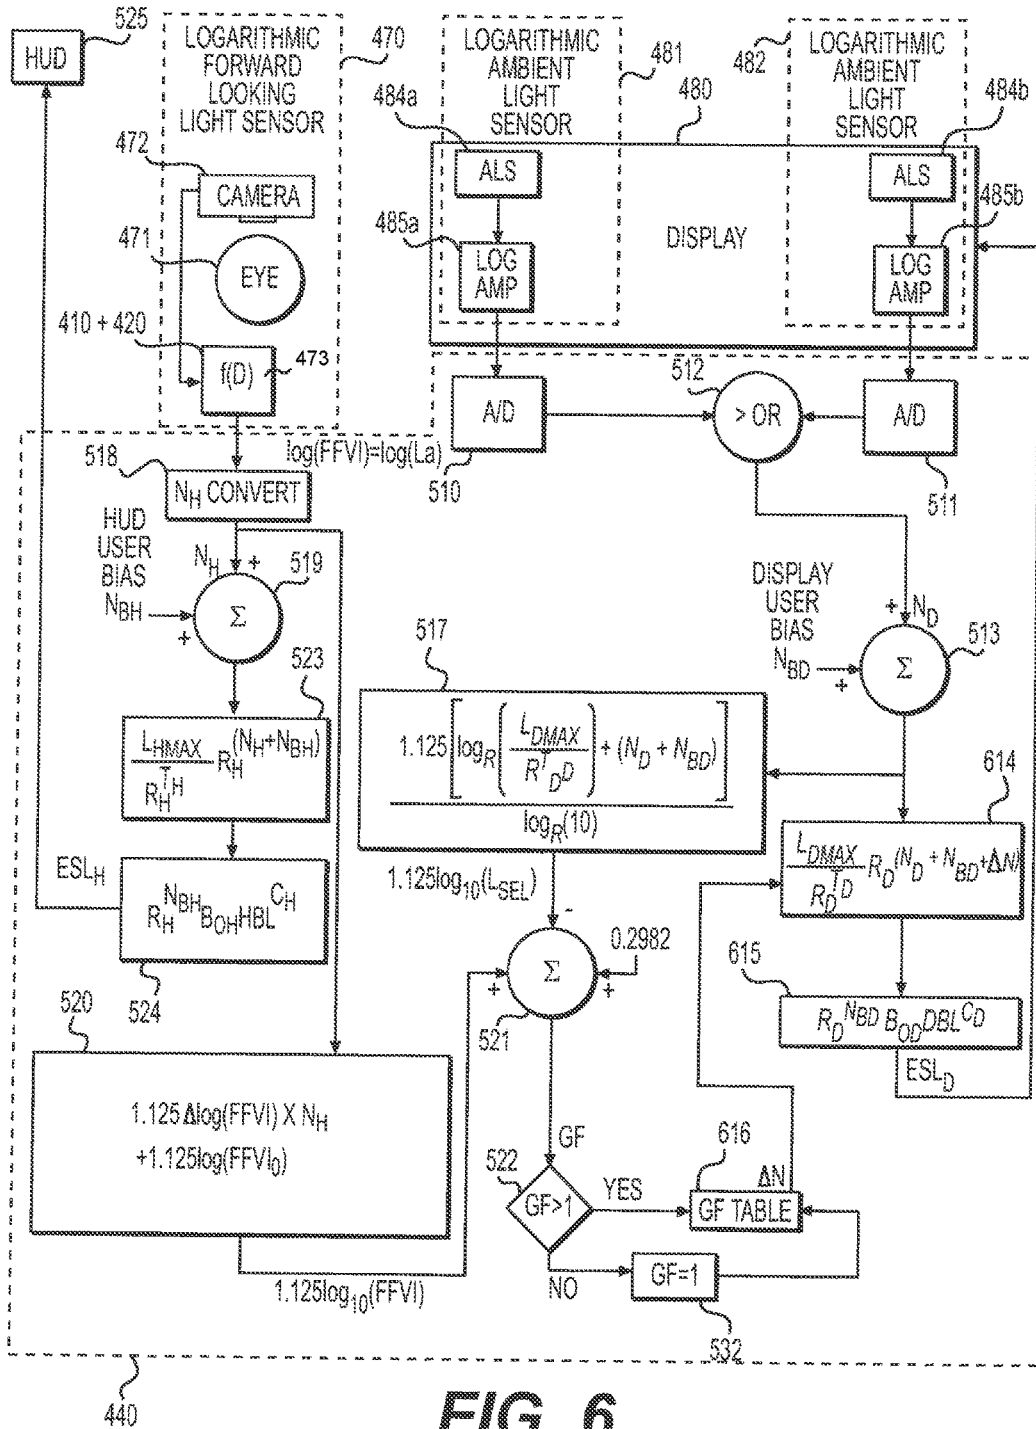 525
HUD
LOGARITHMIC
FORWARD
LOOKING
LIGHT SENSOR
470
472
CAMERA
471
EYE
410 + 420
f(D)
473
LOGARITHMIC
AMBIENT
LIGHT
SENSOR
481
480
484a
ALS
485a
LOG
AMP
DISPLAY
LOGARITHMIC
AMBIENT
LIGHT
SENSOR
482
484b
ALS
485b
LOG
AMP
A/D
510
512
> OR
A/D
511
log(FFVI)=log(La)
518
N_H CONVERT
HUD
USER
BIAS
N_BH
+
N_H
+
519
Σ
523
L_HMAX / R_H^T_H R_H^(N_H+N_BH)
ESL_H
R_H^N_BH B_OH HBL^C_H
524
520
1.125 Δlog(FFVI) X N_H
+1.125log(FFVI_0)
1.125log_10(FFVI)
517
1.125 [ log_R ( L_DMAX / R^T_D D ) + (N_D + N_BD) ]
log_R(10)
1.125log_10(L_SEL)
-
Σ
+
+
0.2982
521
DISPLAY
USER
BIAS
N_BD
+
+
N_D
513
Σ
614
L_DMAX / R_D^T_D R_D^(N_D + N_BD + ΔN)
615
R_D^N_BD B_OD DBL^C_D
ESL_D
GF
522
GF>1
YES
616
ΔN
GF TABLE
NO
GF=1
532
440
FIG. 6